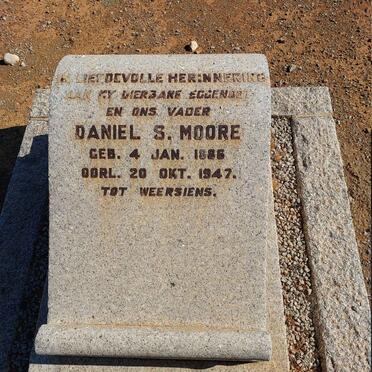 IN LIEFDEVOLLE HERINNERING
AAN MY DIERBARE EGGENOOT
EN ONS VADER
DANIEL S. MOORE
GEB. 4 JAN. 1886
OORL. 20 OKT. 1947.
TOT WEERSIENS.